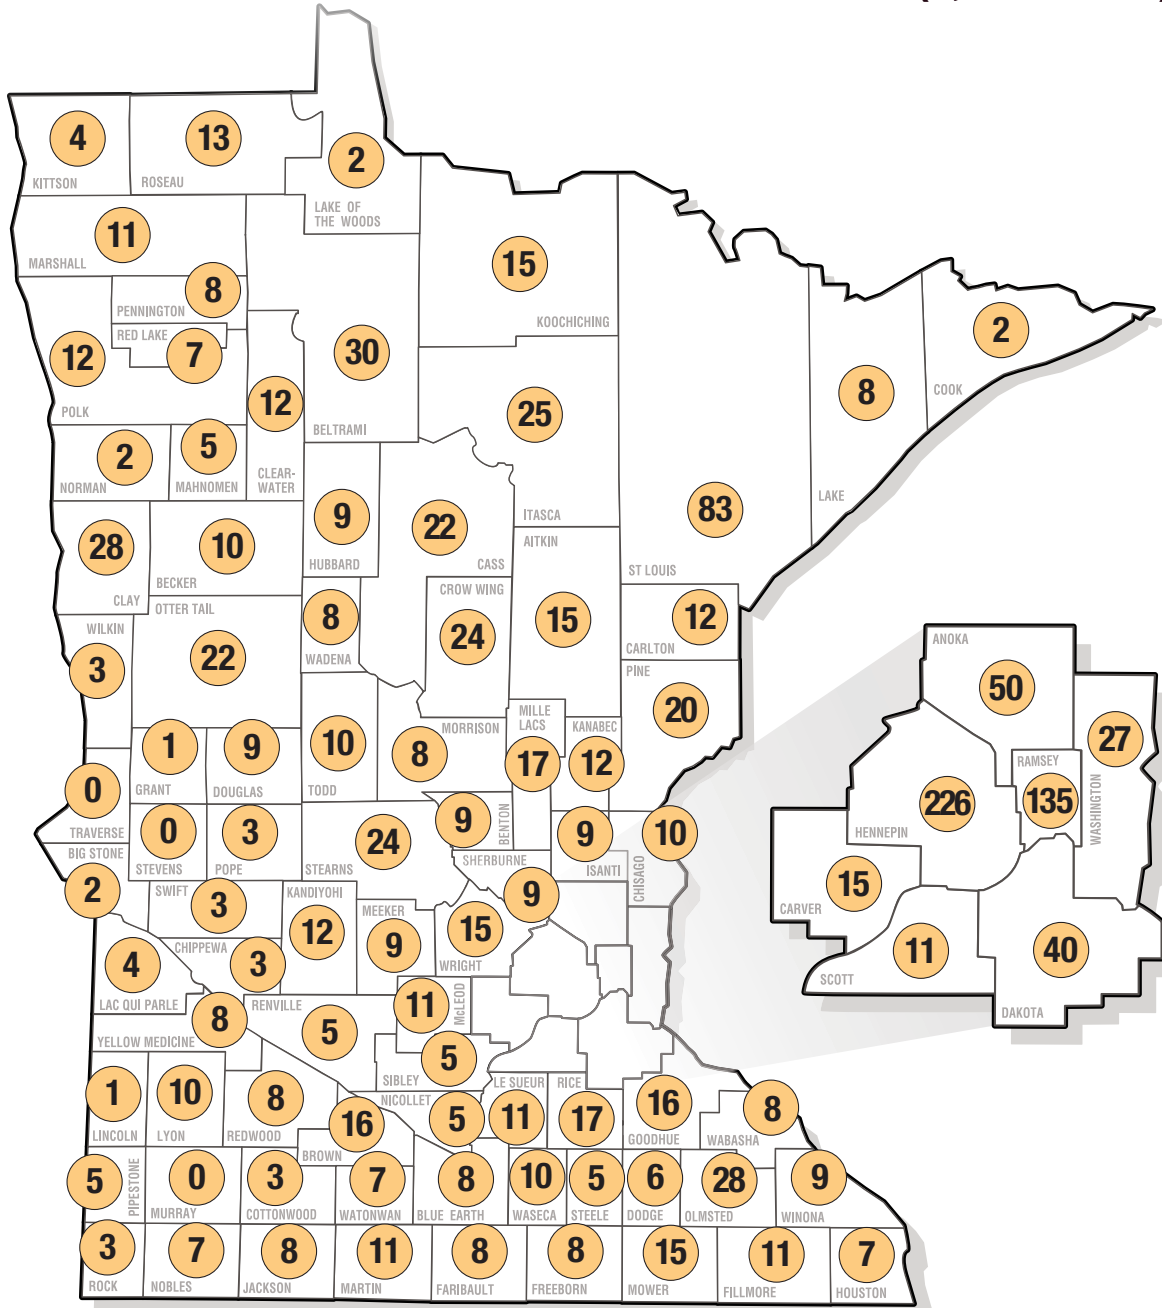 4
KITTSON
13
ROSEAU
2
LAKE OF
THE WOODS
11
MARSHALL
15
KOOCHICHING
8
PENNINGTON
RED LAKE
7
12
POLK
30
BELTRAMI
12
CLEAR-
WATER
2
COOK
8
LAKE
25
ITASCA
2
NORMAN
5
MAHNOMEN
9
HUBBARD
22
CASS
83
ST LOUIS
28
CLAY
10
BECKER
AITKIN
15
CROW WING
24
OTTER TAIL
22
WILKIN
3
8
WADENA
12
CARLTON
PINE
20
1
GRANT
9
DOUGLAS
10
TODD
MORRISON
8
MILLE
LACS
17
KANABEC
12
0
TRAVERSE
0
STEVENS
3
POPE
24
STEARNS
9
BENTON
9
ISANTI
10
CHISAGO
BIG STONE
2
SWIFT
3
KANDIYOHI
12
MEEKER
9
SHERBURNE
9
15
WRIGHT
4
LAC QUI PARLE
CHIPPEWA
3
8
YELLOW MEDICINE
RENVILLE
5
11
McLEOD
5
SIBLEY
1
LINCOLN
10
LYON
8
REDWOOD
16
BROWN
NICOLLET
5
LE SUEUR
11
RICE
17
16
GOODHUE
8
WABASHA
5
PIPESTONE
0
MURRAY
3
COTTONWOOD
7
WATONWAN
8
BLUE EARTH
10
WASECA
5
STEELE
6
DODGE
28
OLMSTED
9
WINONA
3
ROCK
7
NOBLES
8
JACKSON
11
MARTIN
8
FARIBAULT
8
FREEBORN
15
MOWER
11
FILLMORE
7
HOUSTON
ANOKA
50
27
WASHINGTON
226
HENNEPIN
RAMSEY
135
15
CARVER
11
SCOTT
40
DAKOTA